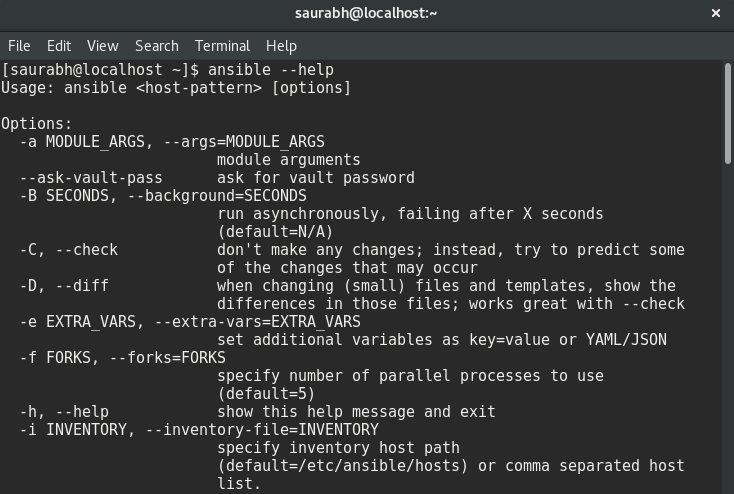 saurabh@localhost:~ ×
File Edit View Search Terminal Help
[saurabh@localhost ~]$ ansible --help
Usage: ansible <host-pattern> [options]

Options:
  -a MODULE_ARGS, --args=MODULE_ARGS
                        module arguments
  --ask-vault-pass      ask for vault password
  -B SECONDS, --background=SECONDS
                        run asynchronously, failing after X seconds
                        (default=N/A)
  -C, --check           don't make any changes; instead, try to predict some
                        of the changes that may occur
  -D, --diff            when changing (small) files and templates, show the
                        differences in those files; works great with --check
  -e EXTRA_VARS, --extra-vars=EXTRA_VARS
                        set additional variables as key=value or YAML/JSON
  -f FORKS, --forks=FORKS
                        specify number of parallel processes to use
                        (default=5)
  -h, --help            show this help message and exit
  -i INVENTORY, --inventory-file=INVENTORY
                        specify inventory host path
                        (default=/etc/ansible/hosts) or comma separated host
                        list.